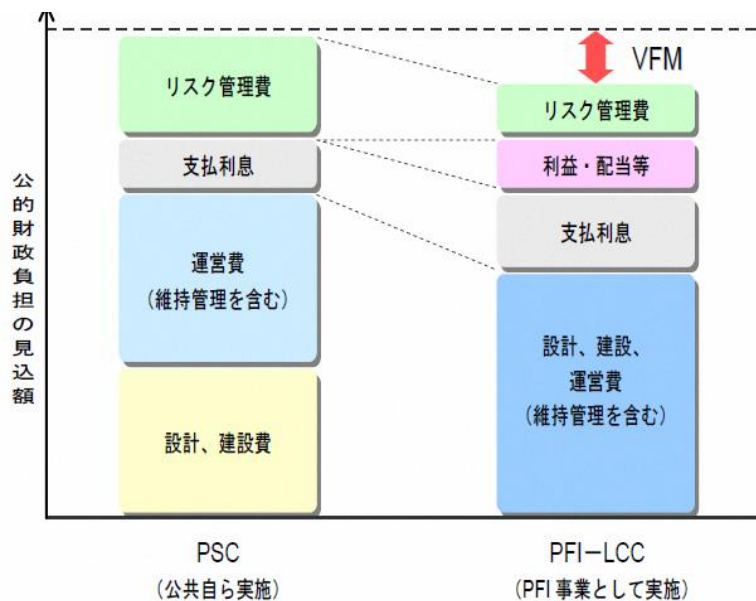 公的財政負担の見込額
VFM
リスク管理費
支払利息
運営費
(維持管理を含む)
設計、建設費
リスク管理費
利益・配当等
支払利息
設計、建設、
運営費
(維持管理を含む)
PSC
(公共自ら実施)
PFI－LCC
(PFI 事業として実施)